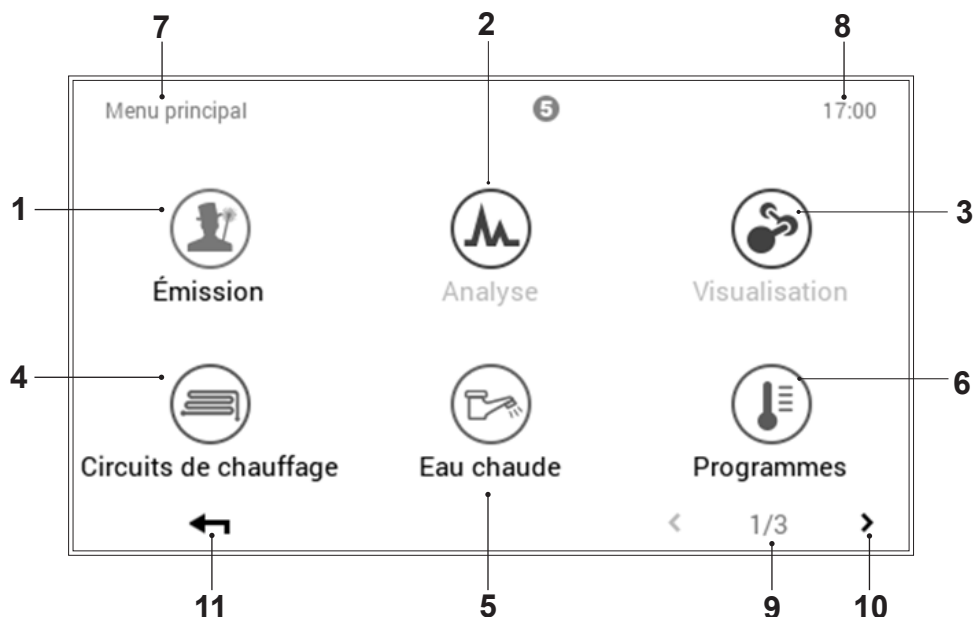 7 2 8
Menu principal 5 17:00
1 3
Émission Analyse Visualisation
4 6
Circuits de chauffage Eau chaude Programmes
1/3
11 5 9 10